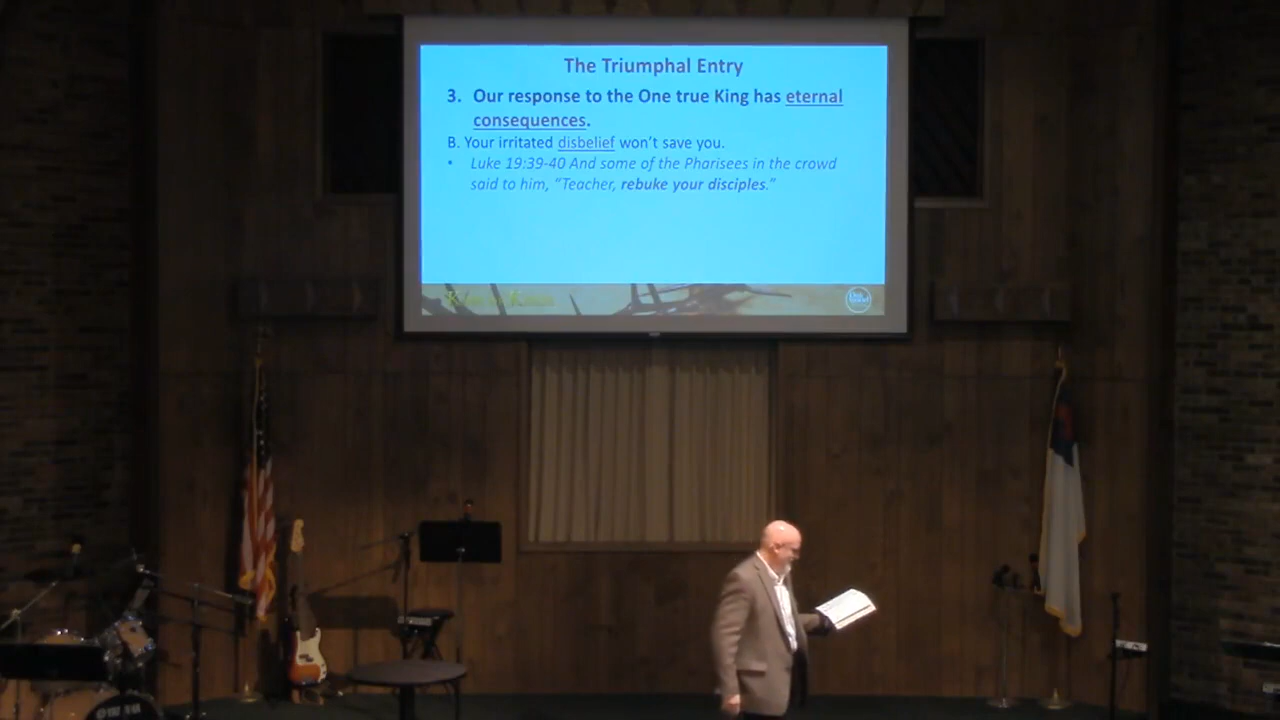 The Triumphal Entry
3. Our response to the One true King has eternal
consequences.
B. Your irritated disbelief won't save you.
• Luke 19:39-40 And some of the Pharisees in the crowd
said to him, "Teacher, rebuke your disciples."
YAMAHA